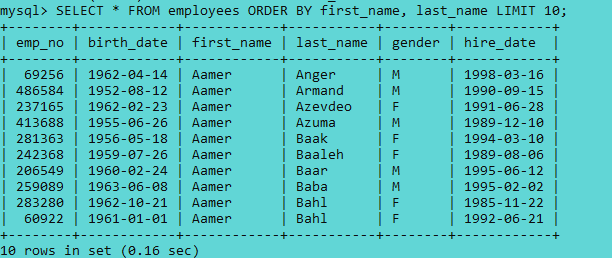 mysql> SELECT * FROM employees ORDER BY first_name, last_name LIMIT 10;
+--------+------------+------------+-----------+--------+------------+
| emp_no | birth_date | first_name | last_name | gender | hire_date  |
+--------+------------+------------+-----------+--------+------------+
|  69256 | 1962-04-14 | Aamer      | Anger     | M      | 1998-03-16 |
| 486584 | 1952-08-12 | Aamer      | Armand    | M      | 1990-09-15 |
| 237165 | 1962-02-23 | Aamer      | Azevdeo   | F      | 1991-06-28 |
| 413688 | 1955-06-26 | Aamer      | Azuma     | M      | 1989-12-10 |
| 281363 | 1956-05-18 | Aamer      | Baak      | F      | 1994-03-10 |
| 242368 | 1959-07-26 | Aamer      | Baaleh    | F      | 1989-08-06 |
| 206549 | 1960-02-24 | Aamer      | Baar      | M      | 1995-06-12 |
| 259089 | 1963-06-08 | Aamer      | Baba      | M      | 1995-02-02 |
| 283280 | 1962-10-21 | Aamer      | Bahl      | F      | 1985-11-22 |
|  60922 | 1961-01-01 | Aamer      | Bahl      | F      | 1992-06-21 |
+--------+------------+------------+-----------+--------+------------+
10 rows in set (0.16 sec)